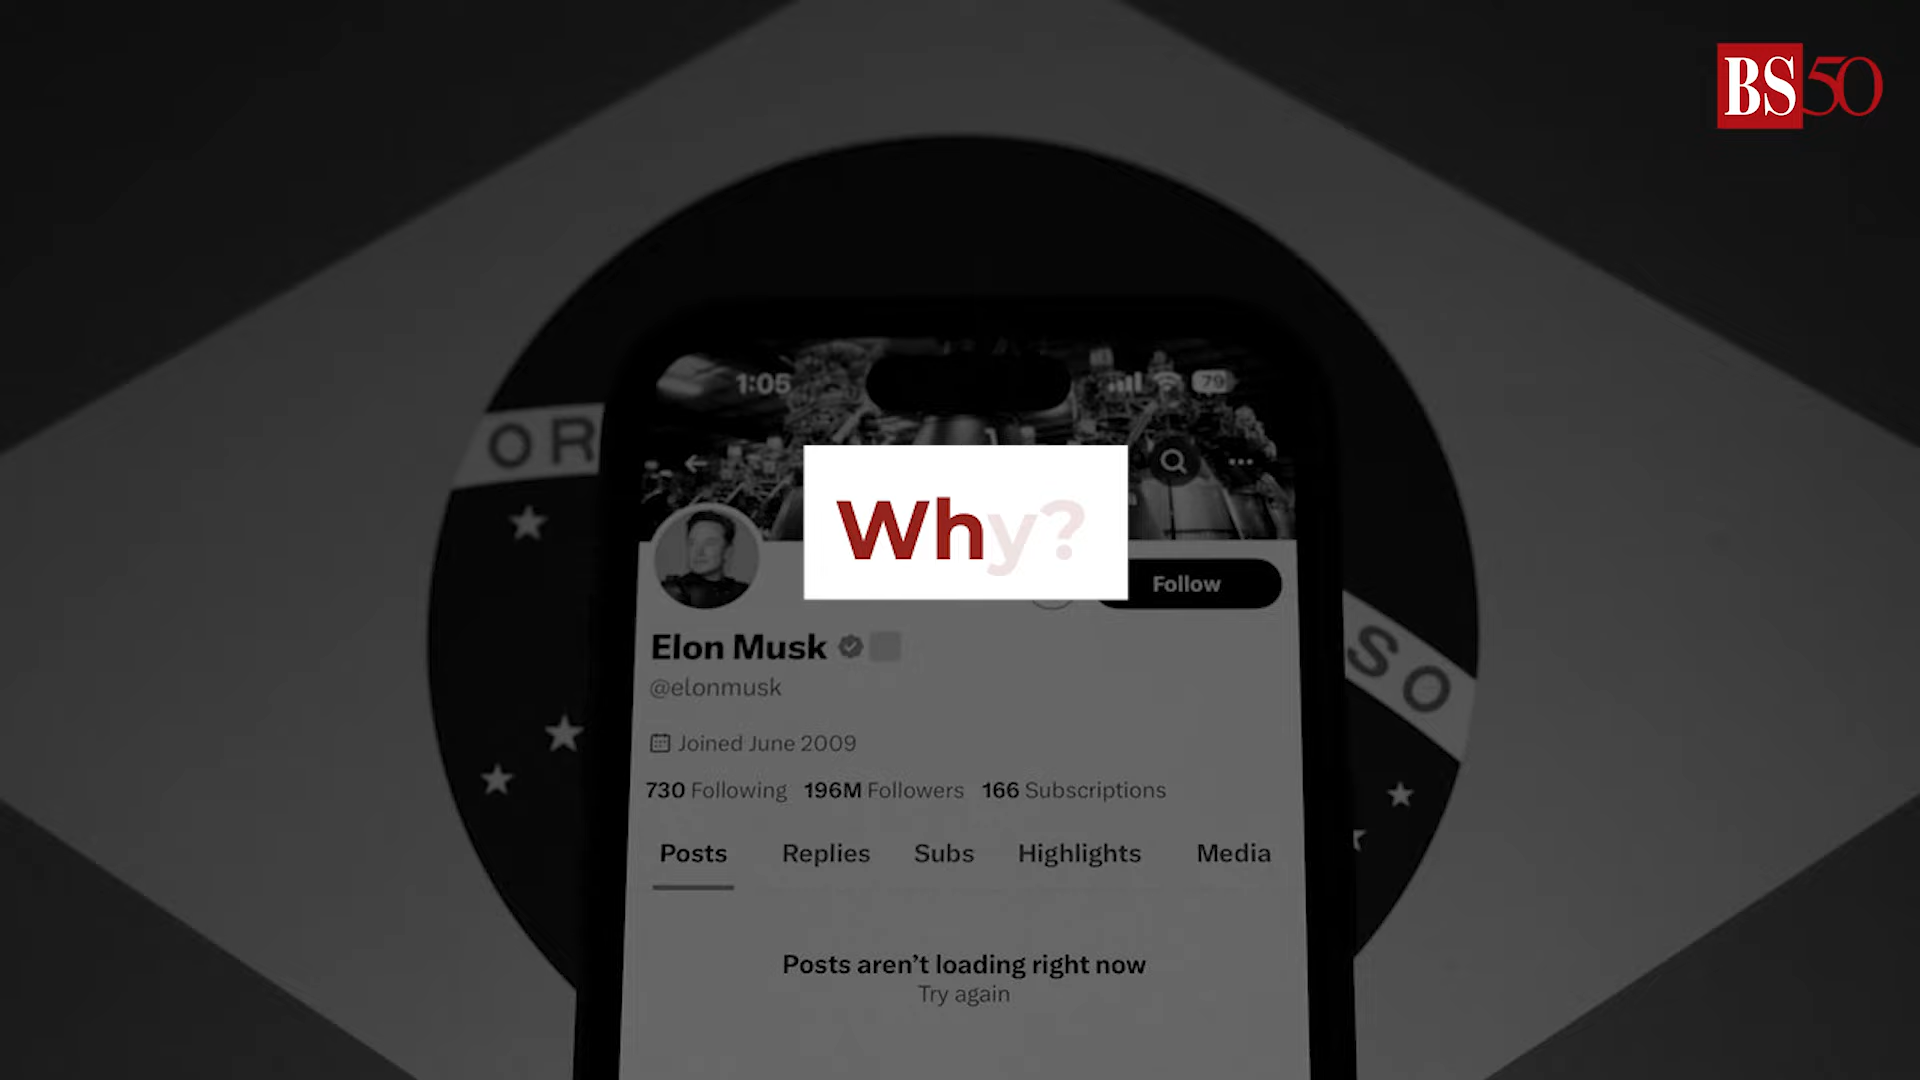 BS50
1:05
79
OR
Why?
Follow
Elon Musk
@elonmusk
SO
Joined June 2009
730 Following 196M Followers 166 Subscriptions
Posts Replies Subs Highlights Media
Posts aren’t loading right now
Try again